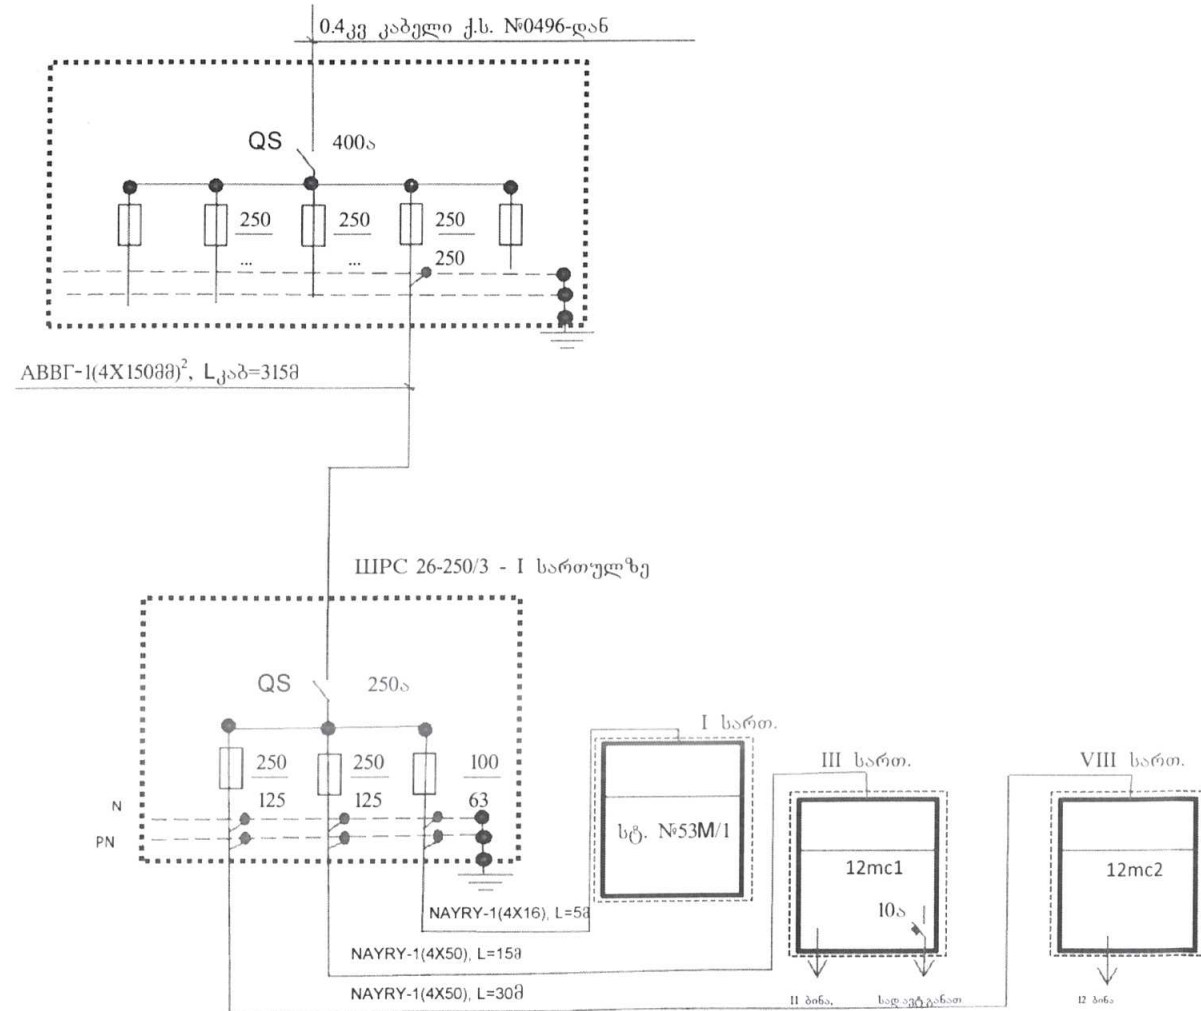 0.4კვ კაბელი ქ.ს. №0496-დან
QS 400ა
250 250 250
... ... 250
АВВГ-1(4X150მმ)², Lკაბ=315მ
ШРС 26-250/3 - I სართულზე
QS 250ა
I სართ.
III სართ.
VIII სართ.
250 250 100
N 125 125 63
PN
სტ. №53M/1
12mc1
10ა
12mc2
NAYRY-1(4X16), L=5მ
NAYRY-1(4X50), L=15მ
NAYRY-1(4X50), L=30მ
11 ბინა,
სად.აუტ.განათ
12 ბინა